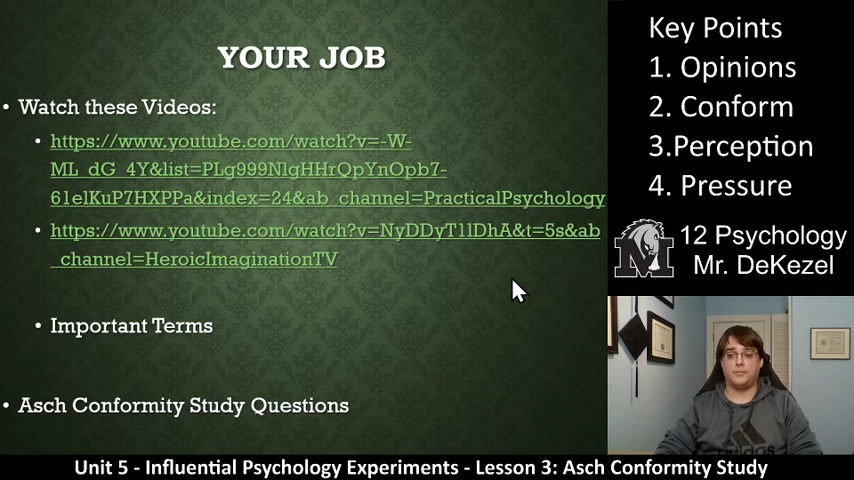 YOUR JOB
• Watch these Videos:
• https://www.youtube.com/watch?v=-W-
ML_dG_4Y&list=PLg999NlgHHrQpYnOpb7-
61elKuP7HXPPa&index=24&ab_channel=PracticalPsychology
• https://www.youtube.com/watch?v=NyDDyT1lDhA&t=5s&ab
_channel=HeroicImaginationTV
• Important Terms
• Asch Conformity Study Questions
Key Points
1. Opinions
2. Conform
3.Perception
4. Pressure
M
12 Psychology
Mr. DeKezel
adidas
Unit 5 - Influential Psychology Experiments - Lesson 3: Asch Conformity Study